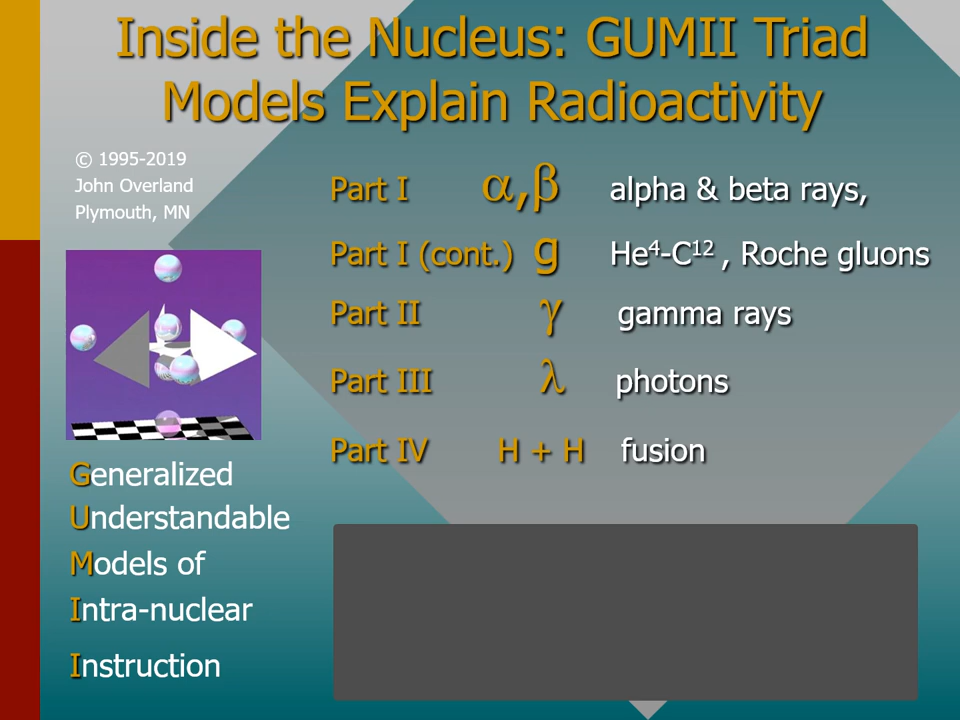 Inside the Nucleus: GUMII Triad
Models Explain Radioactivity
© 1995-2019
John Overland
Plymouth, MN
Part I α,β alpha & beta rays,
Part I (cont.) g He⁴-C¹² , Roche gluons
Part II γ gamma rays
Part III λ photons
Part IV H + H fusion
Generalized
Understandable
Models of
Intra-nuclear
Instruction